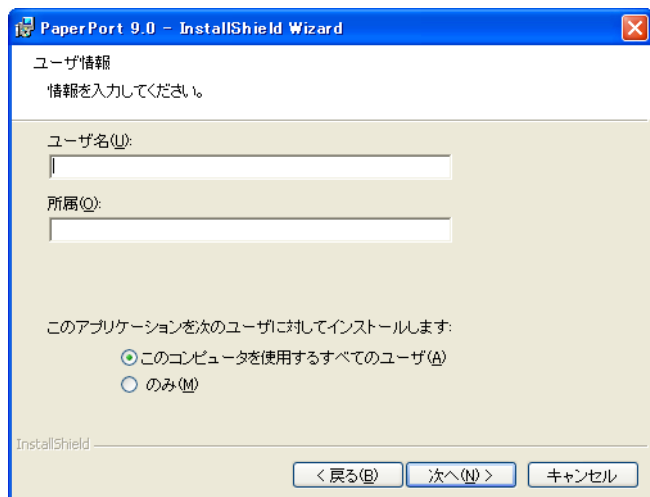 PaperPort 9.0 - InstallShield Wizard
ユーザ情報
情報を入力してください。
ユーザ名(U):
所属(O):
このアプリケーションを次のユーザに対してインストールします:
このコンピュータを使用するすべてのユーザ(A)
のみ(M)
InstallShield
< 戻る(B) 次へ(N) > キャンセル